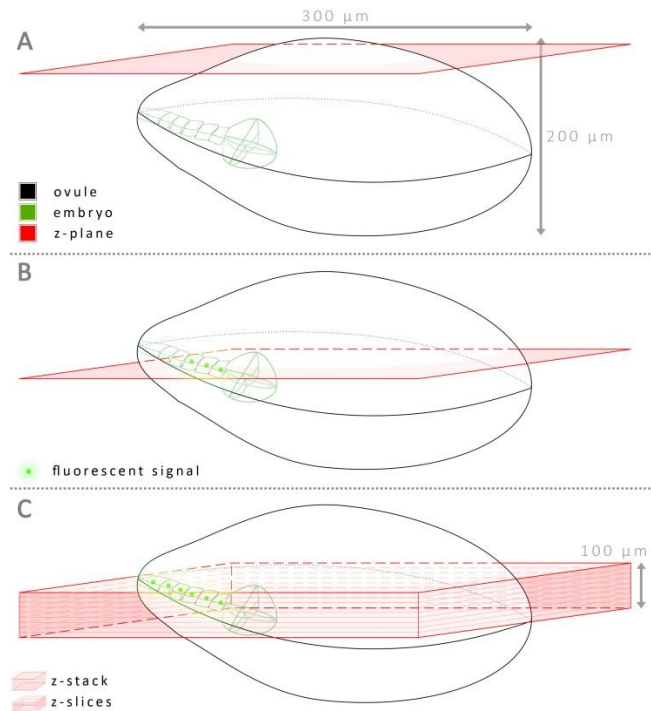 300 μm
A
200 μm
ovule
embryo
z-plane
B
fluorescent signal
C
100 μm
z-stack
z-slices